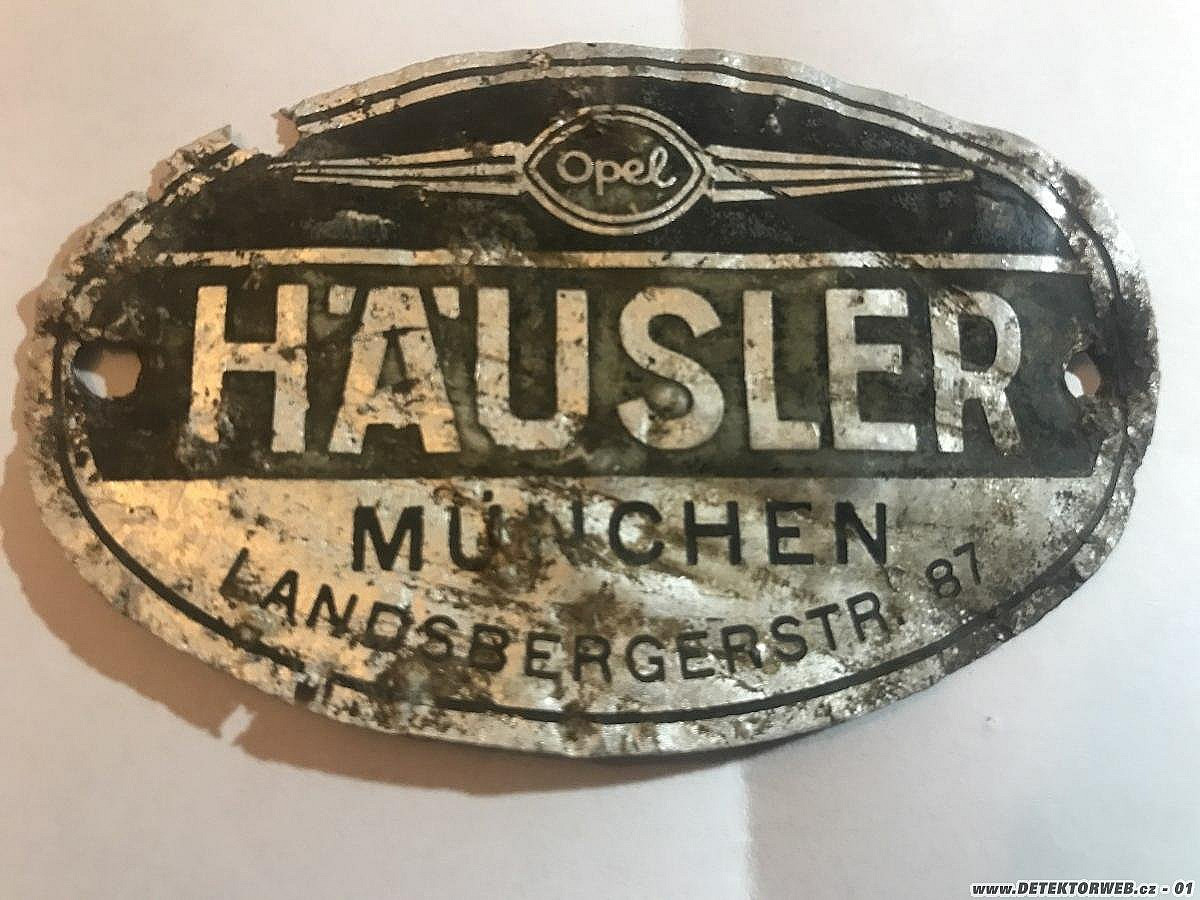 Opel
HÄUSLER
MÜNCHEN
LANDSBERGERSTR. 87
www.DETEKTORWEB.cz - 01